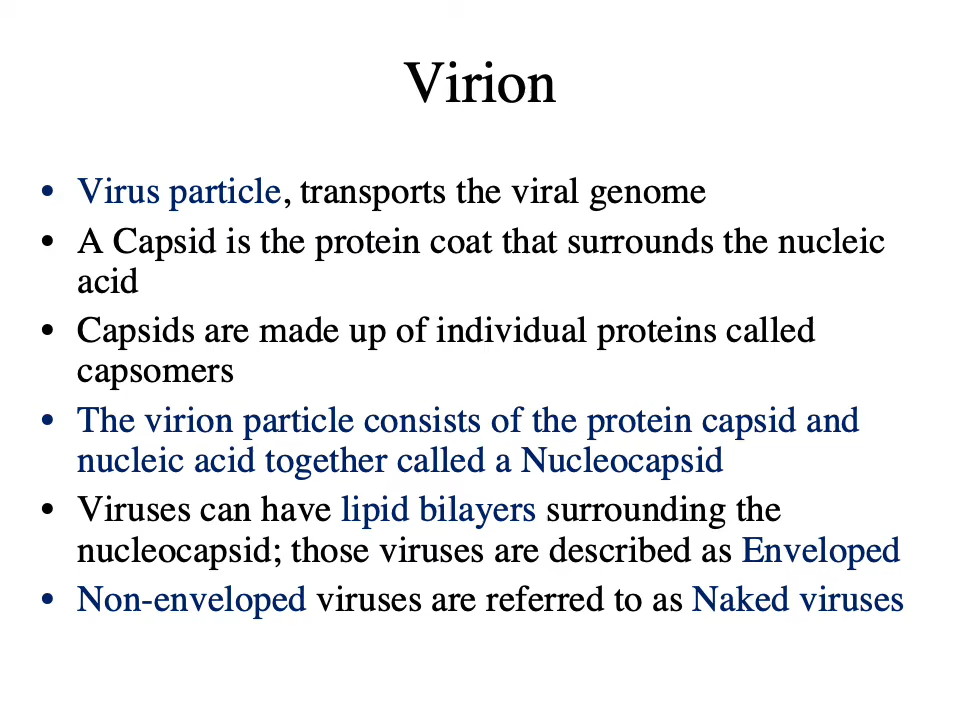 Virion
• Virus particle, transports the viral genome
• A Capsid is the protein coat that surrounds the nucleic
acid
• Capsids are made up of individual proteins called
capsomers
• The virion particle consists of the protein capsid and
nucleic acid together called a Nucleocapsid
• Viruses can have lipid bilayers surrounding the
nucleocapsid; those viruses are described as Enveloped
• Non-enveloped viruses are referred to as Naked viruses